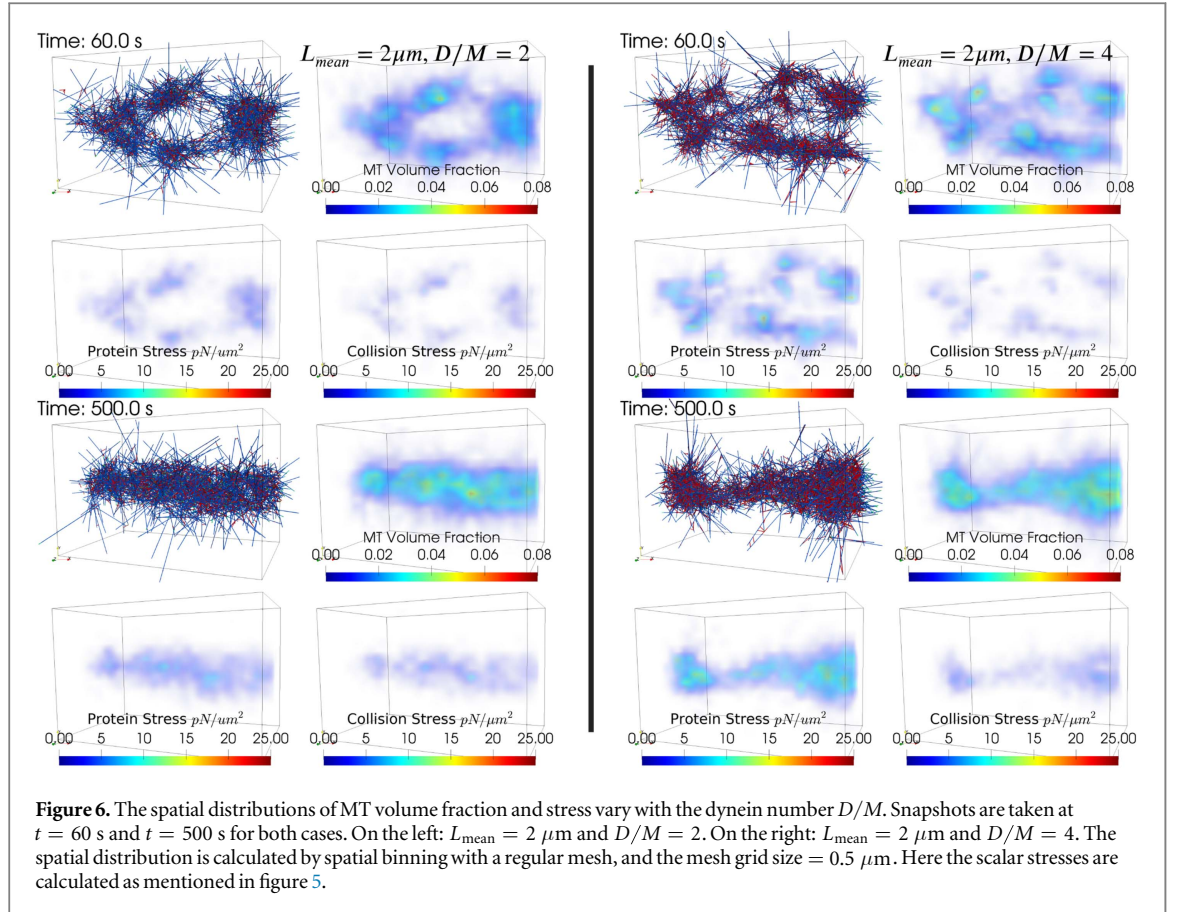 Time: 60.0 s
L_mean = 2μm, D/M = 2
MT Volume Fraction
0.00 0.02 0.04 0.06 0.08
Protein Stress pN/um²
0.00 5 10 15 20 25.00
Collision Stress pN/μm²
0.00 5 10 15 20 25.00
Time: 500.0 s
MT Volume Fraction
0.00 0.02 0.04 0.06 0.08
Protein Stress pN/um²
0.00 5 10 15 20 25.00
Collision Stress pN/μm²
0.00 5 10 15 20 25.00
Time: 60.0 s
L_mean = 2μm, D/M = 4
MT Volume Fraction
0.00 0.02 0.04 0.06 0.08
Protein Stress pN/um²
0.00 5 10 15 20 25.00
Collision Stress pN/μm²
0.00 5 10 15 20 25.00
Time: 500.0 s
MT Volume Fraction
0.00 0.02 0.04 0.06 0.08
Protein Stress pN/um²
0.00 5 10 15 20 25.00
Collision Stress pN/μm²
0.00 5 10 15 20 25.00
Figure 6. The spatial distributions of MT volume fraction and stress vary with the dynein number D/M. Snapshots are taken at
t = 60 s and t = 500 s for both cases. On the left: L_mean = 2 μm and D/M = 2. On the right: L_mean = 2 μm and D/M = 4. The
spatial distribution is calculated by spatial binning with a regular mesh, and the mesh grid size = 0.5 μm. Here the scalar stresses are
calculated as mentioned in figure 5.